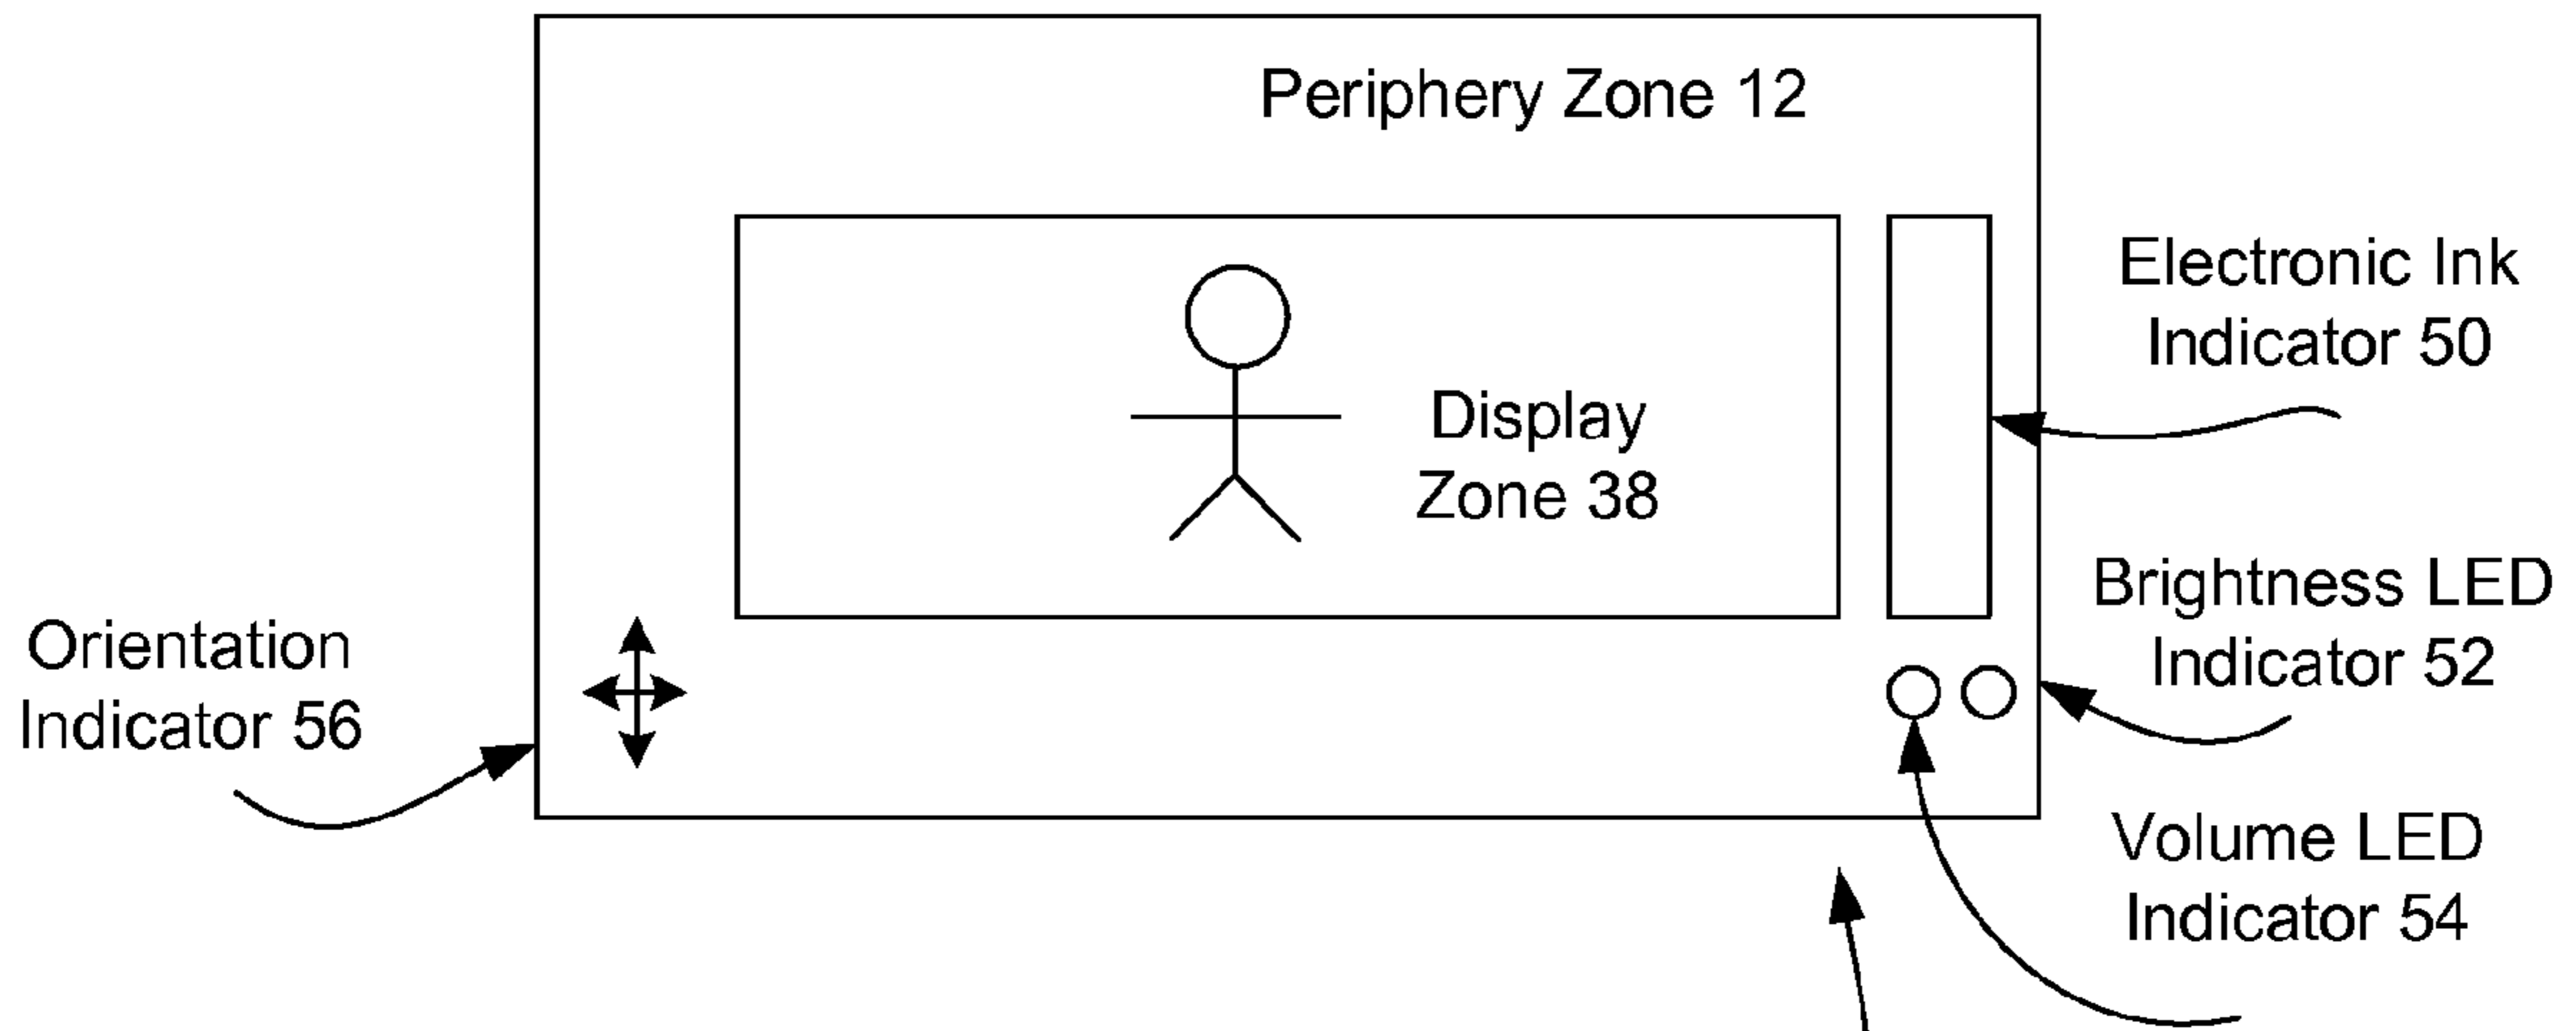 Periphery Zone 12
Electronic Ink
Indicator 50
Display
Zone 38
Brightness LED
Indicator 52
Orientation
Indicator 56
Volume LED
Indicator 54